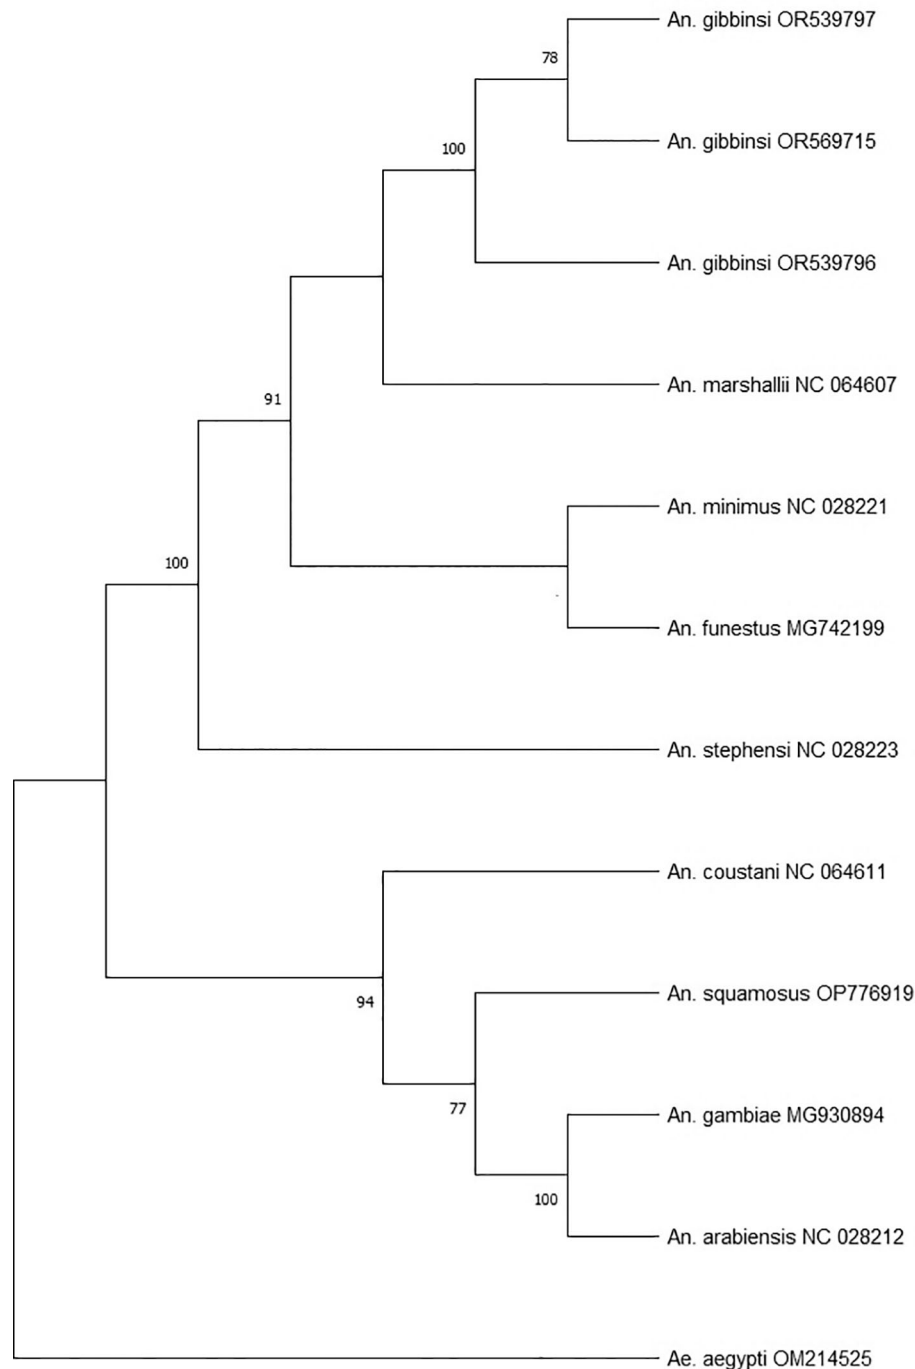 An. gibbinsi OR539797
78
An. gibbinsi OR569715
100
An. gibbinsi OR539796
An. marshallii NC 064607
91
An. minimus NC 028221
100
An. funestus MG742199
An. stephensi NC 028223
An. coustani NC 064611
94
An. squamosus OP776919
77
An. gambiae MG930894
100
An. arabiensis NC 028212
Ae. aegypti OM214525